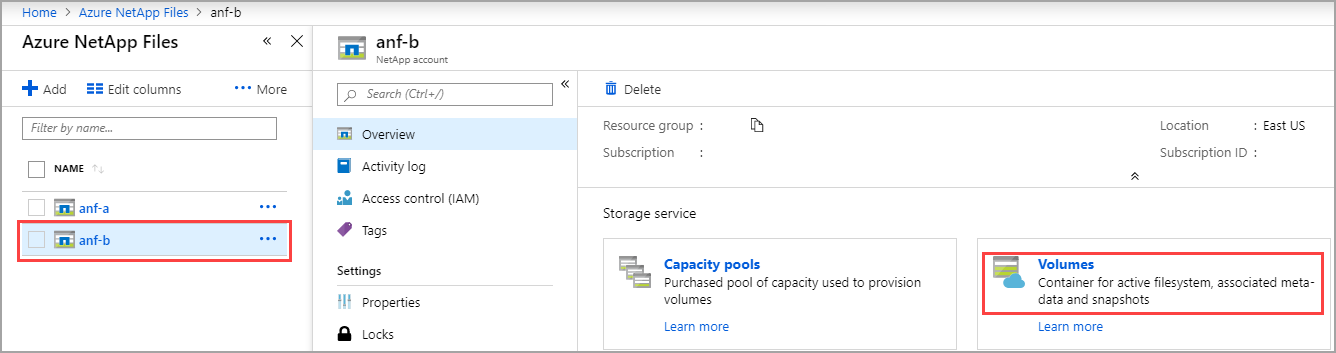 Home > Azure NetApp Files > anf-b
Azure NetApp Files
Add Edit columns More
Filter by name...
NAME
anf-a
anf-b
anf-b
NetApp account
Search (Ctrl+/)
Overview
Activity log
Access control (IAM)
Tags
Settings
Properties
Locks
Delete
Resource group :
Subscription :
Location : East US
Subscription ID :
Storage service
Capacity pools
Purchased pool of capacity used to provision
volumes
Learn more
Volumes
Container for active filesystem, associated meta-
data and snapshots
Learn more